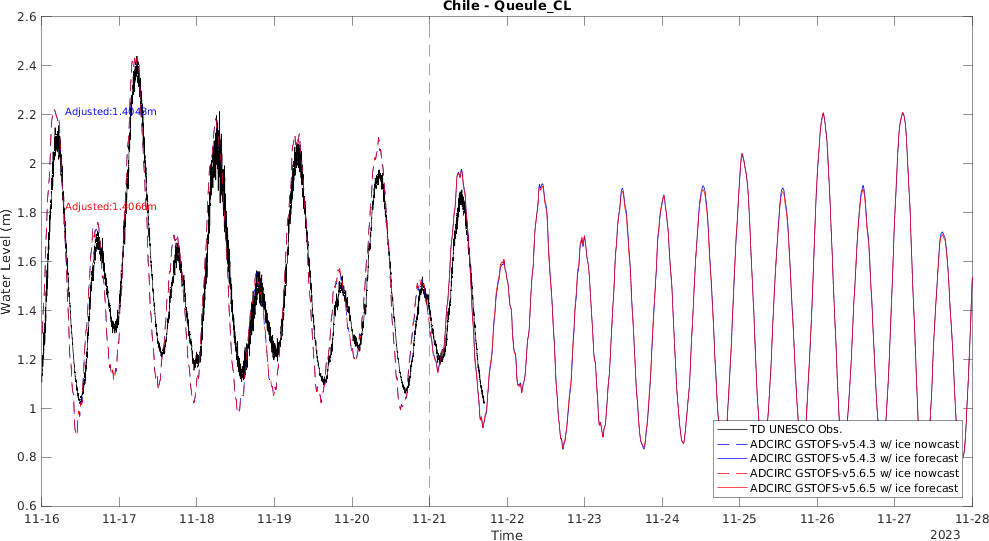 Chile - Queule_CL
2.6
2.4
2.2
2
1.8
1.6
1.4
1.2
1
0.8
0.6
Water Level (m)
Adjusted:1.4043m
Adjusted:1.4066m
TD UNESCO Obs.
ADCIRC GSTOFS-v5.4.3 w/ ice nowcast
ADCIRC GSTOFS-v5.4.3 w/ ice forecast
ADCIRC GSTOFS-v5.6.5 w/ ice nowcast
ADCIRC GSTOFS-v5.6.5 w/ ice forecast
11-16 11-17 11-18 11-19 11-20 11-21 11-22 11-23 11-24 11-25 11-26 11-27 11-28
Time
2023